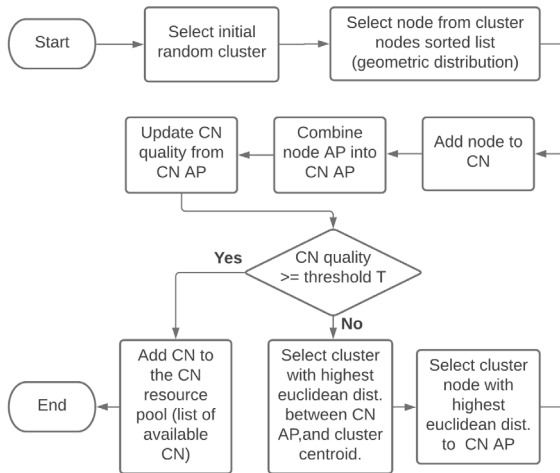 Start
Select initial
random cluster
Select node from cluster
nodes sorted list
(geometric distribution)
Add node to
CN
Combine
node AP into
CN AP
Update CN
quality from
CN AP
CN quality
>= threshold T
Yes
No
Add CN to
the CN
resource
pool (list of
available
CN)
End
Select cluster
with highest
euclidean dist.
between CN
AP,and cluster
centroid.
Select cluster
node with
highest
euclidean dist.
to CN AP